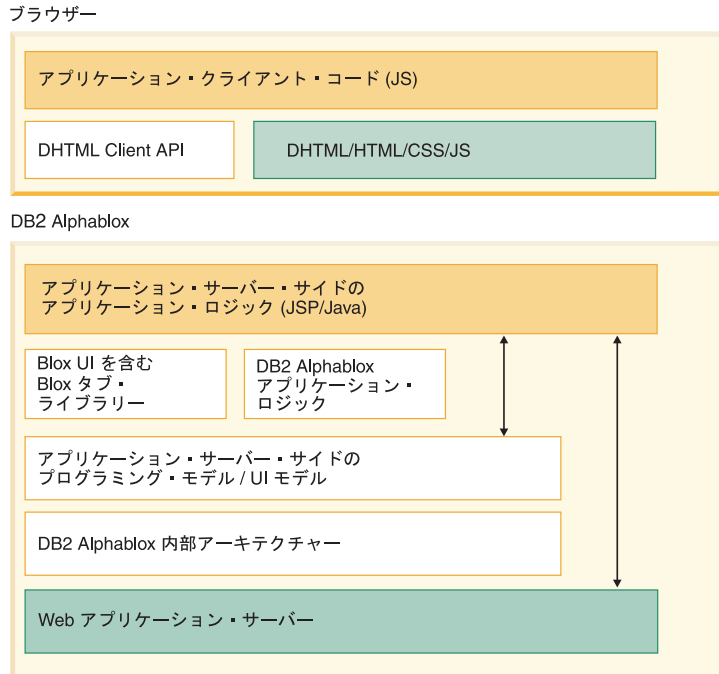 ブラウザー
アプリケーション・クライアント・コード (JS)
DHTML Client API
DHTML/HTML/CSS/JS
DB2 Alphablox
アプリケーション・サーバー・サイドの
アプリケーション・ロジック (JSP/Java)
Blox UI を含む
Blox タブ・
ライブラリー
DB2 Alphablox
アプリケーション・
ロジック
アプリケーション・サーバー・サイドの
プログラミング・モデル / UI モデル
DB2 Alphablox 内部アーキテクチャー
Web アプリケーション・サーバー